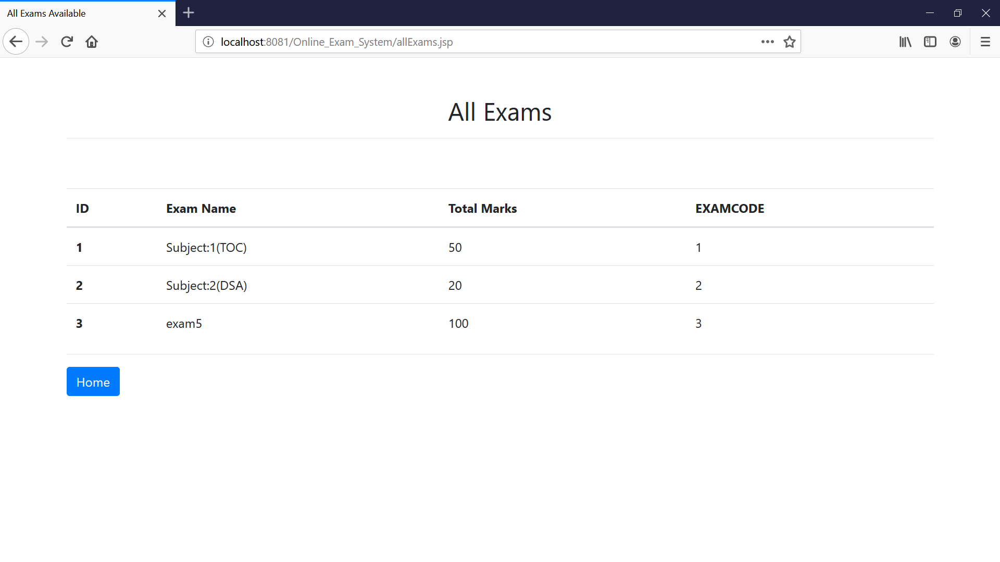 All Exams Available
localhost:8081/Online_Exam_System/allExams.jsp
All Exams
ID Exam Name Total Marks EXAMCODE
1 Subject:1(TOC) 50 1
2 Subject:2(DSA) 20 2
3 exam5 100 3
Home